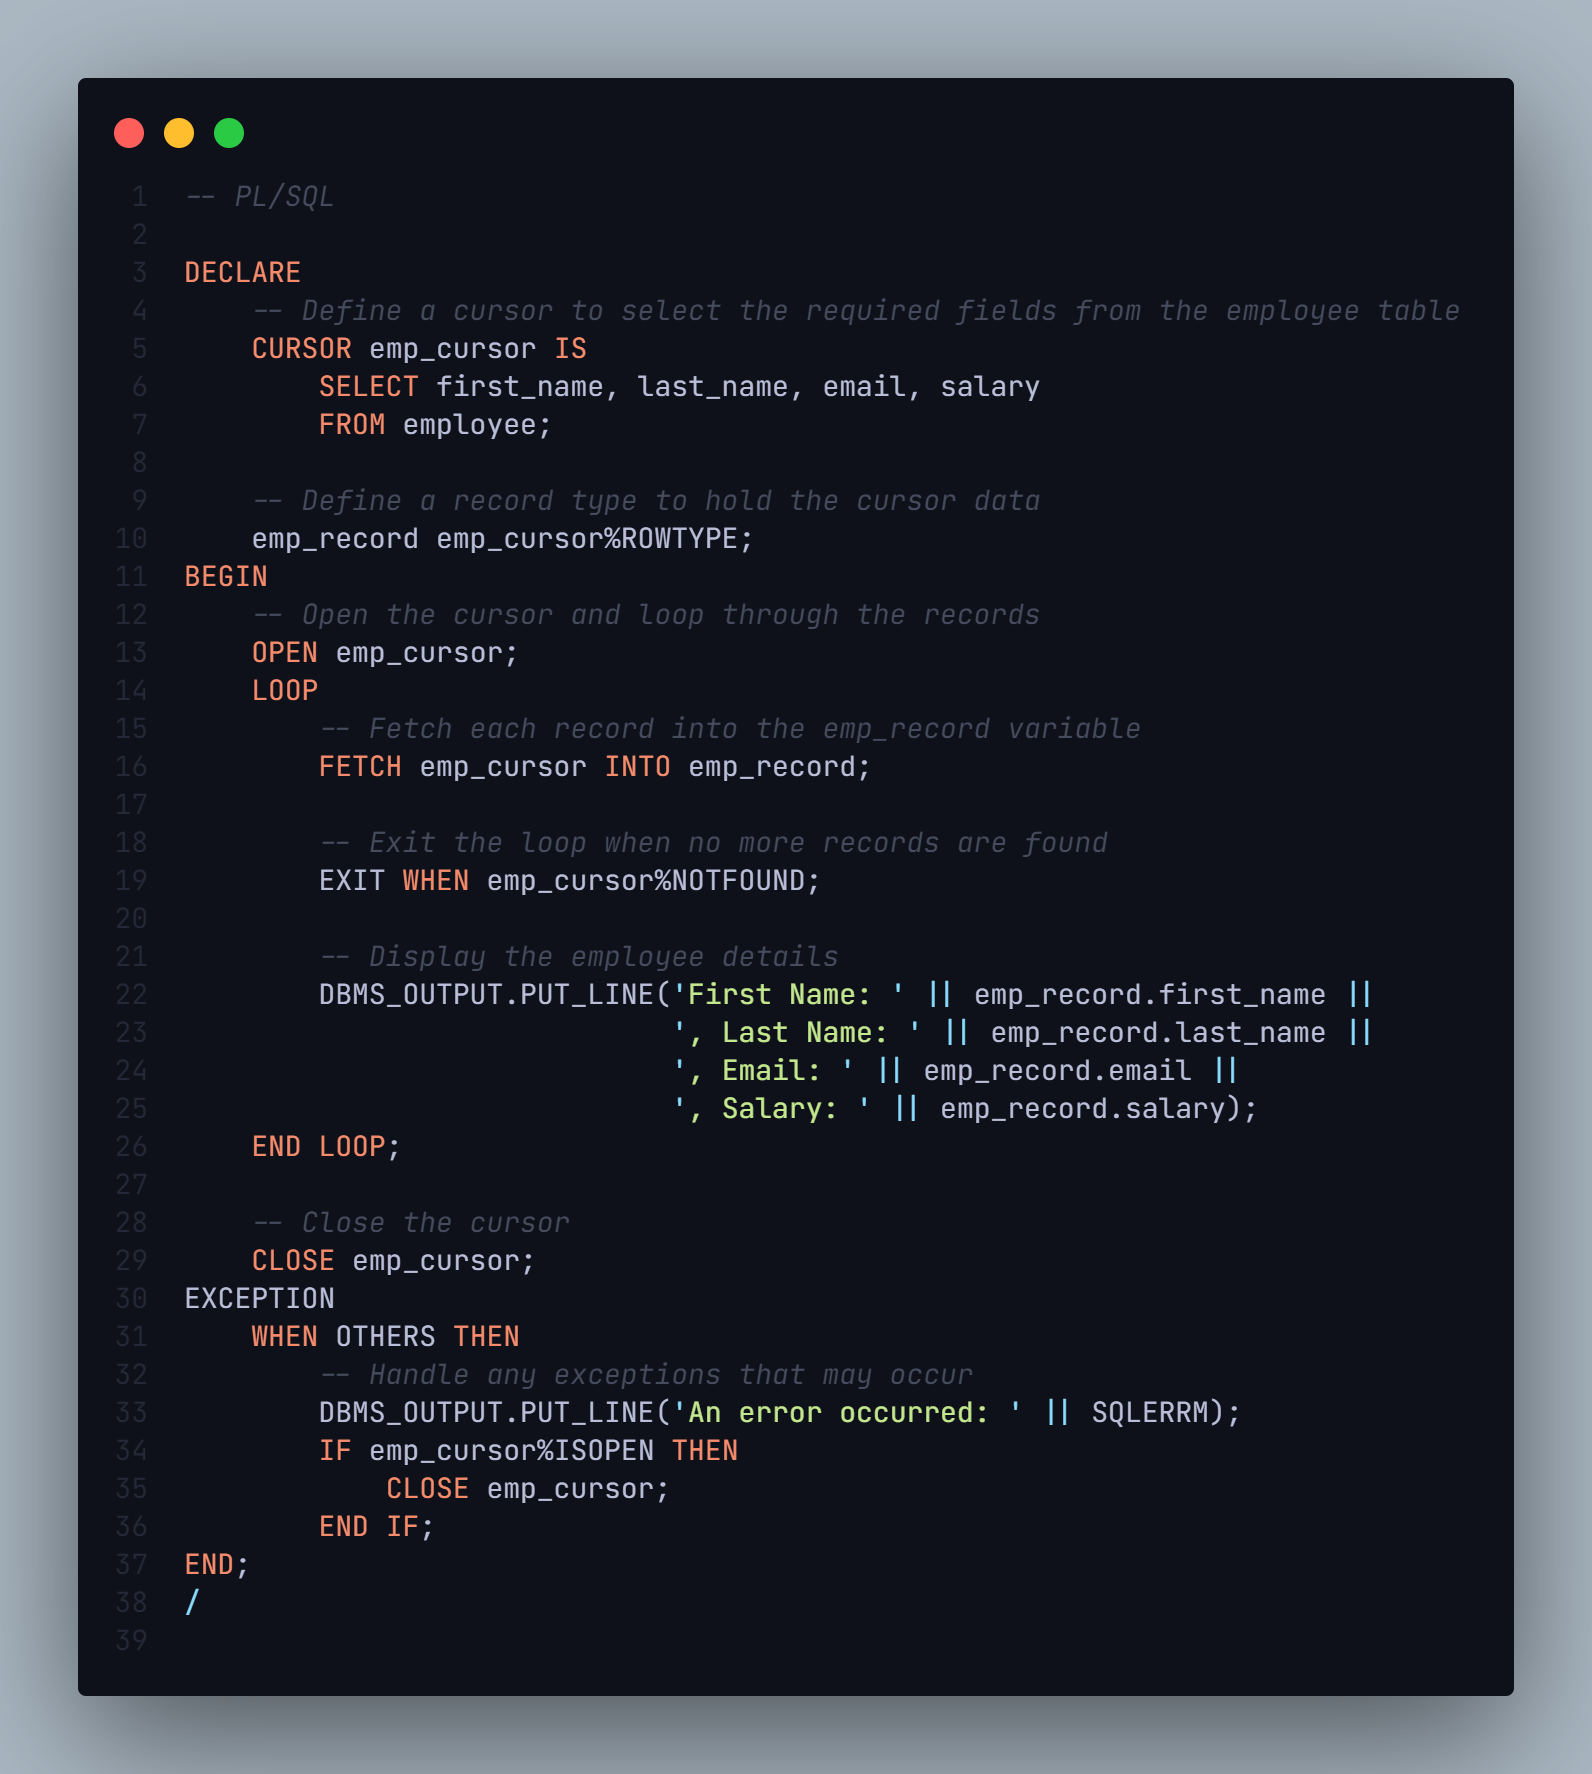 1 -- PL/SQL
2
3 DECLARE
4     -- Define a cursor to select the required fields from the employee table
5     CURSOR emp_cursor IS
6         SELECT first_name, last_name, email, salary
7         FROM employee;
8
9     -- Define a record type to hold the cursor data
10     emp_record emp_cursor%ROWTYPE;
11 BEGIN
12     -- Open the cursor and loop through the records
13     OPEN emp_cursor;
14     LOOP
15         -- Fetch each record into the emp_record variable
16         FETCH emp_cursor INTO emp_record;
17
18         -- Exit the loop when no more records are found
19         EXIT WHEN emp_cursor%NOTFOUND;
20
21         -- Display the employee details
22         DBMS_OUTPUT.PUT_LINE('First Name: ' || emp_record.first_name ||
23                              ', Last Name: ' || emp_record.last_name ||
24                              ', Email: ' || emp_record.email ||
25                              ', Salary: ' || emp_record.salary);
26     END LOOP;
27
28     -- Close the cursor
29     CLOSE emp_cursor;
30 EXCEPTION
31     WHEN OTHERS THEN
32         -- Handle any exceptions that may occur
33         DBMS_OUTPUT.PUT_LINE('An error occurred: ' || SQLERRM);
34         IF emp_cursor%ISOPEN THEN
35             CLOSE emp_cursor;
36         END IF;
37 END;
38 /
39